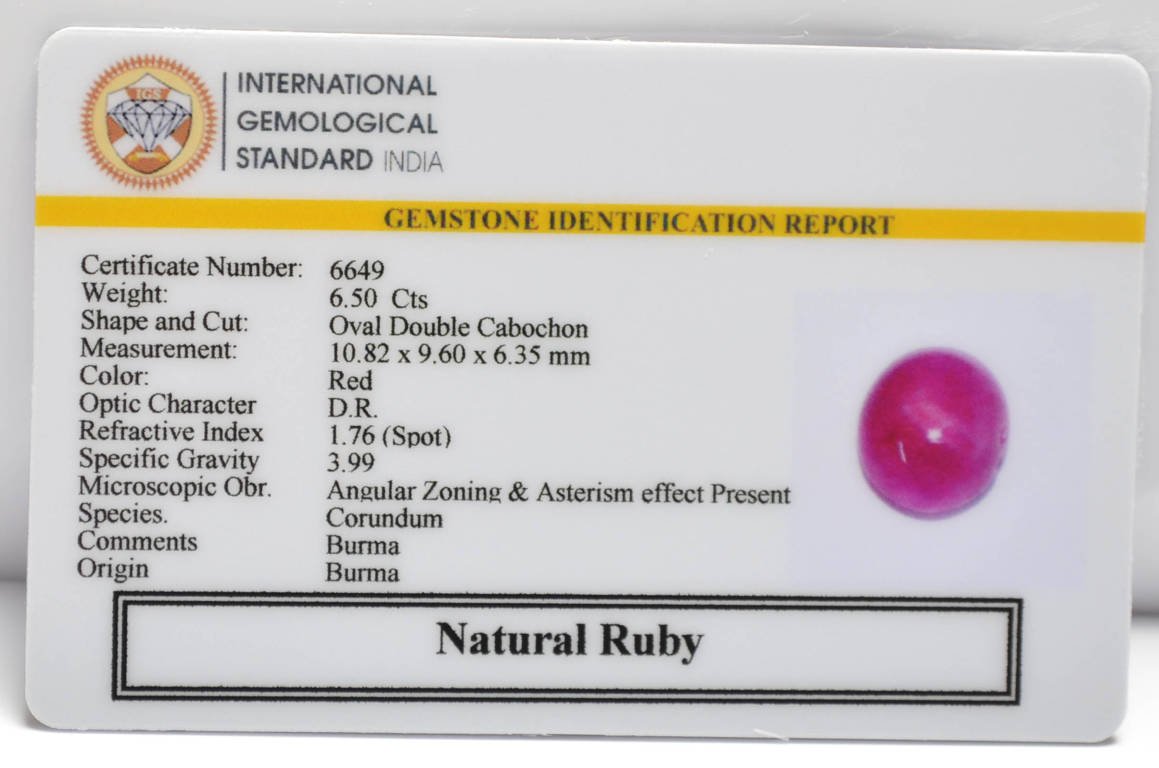 IGS
INTERNATIONAL
GEMOLOGICAL
STANDARD INDIA
GEMSTONE IDENTIFICATION REPORT
Certificate Number: 6649
Weight: 6.50 Cts
Shape and Cut: Oval Double Cabochon
Measurement: 10.82 x 9.60 x 6.35 mm
Color: Red
Optic Character D.R.
Refractive Index 1.76 (Spot)
Specific Gravity 3.99
Microscopic Obr. Angular Zoning & Asterism effect Present
Species. Corundum
Comments Burma
Origin Burma
Natural Ruby